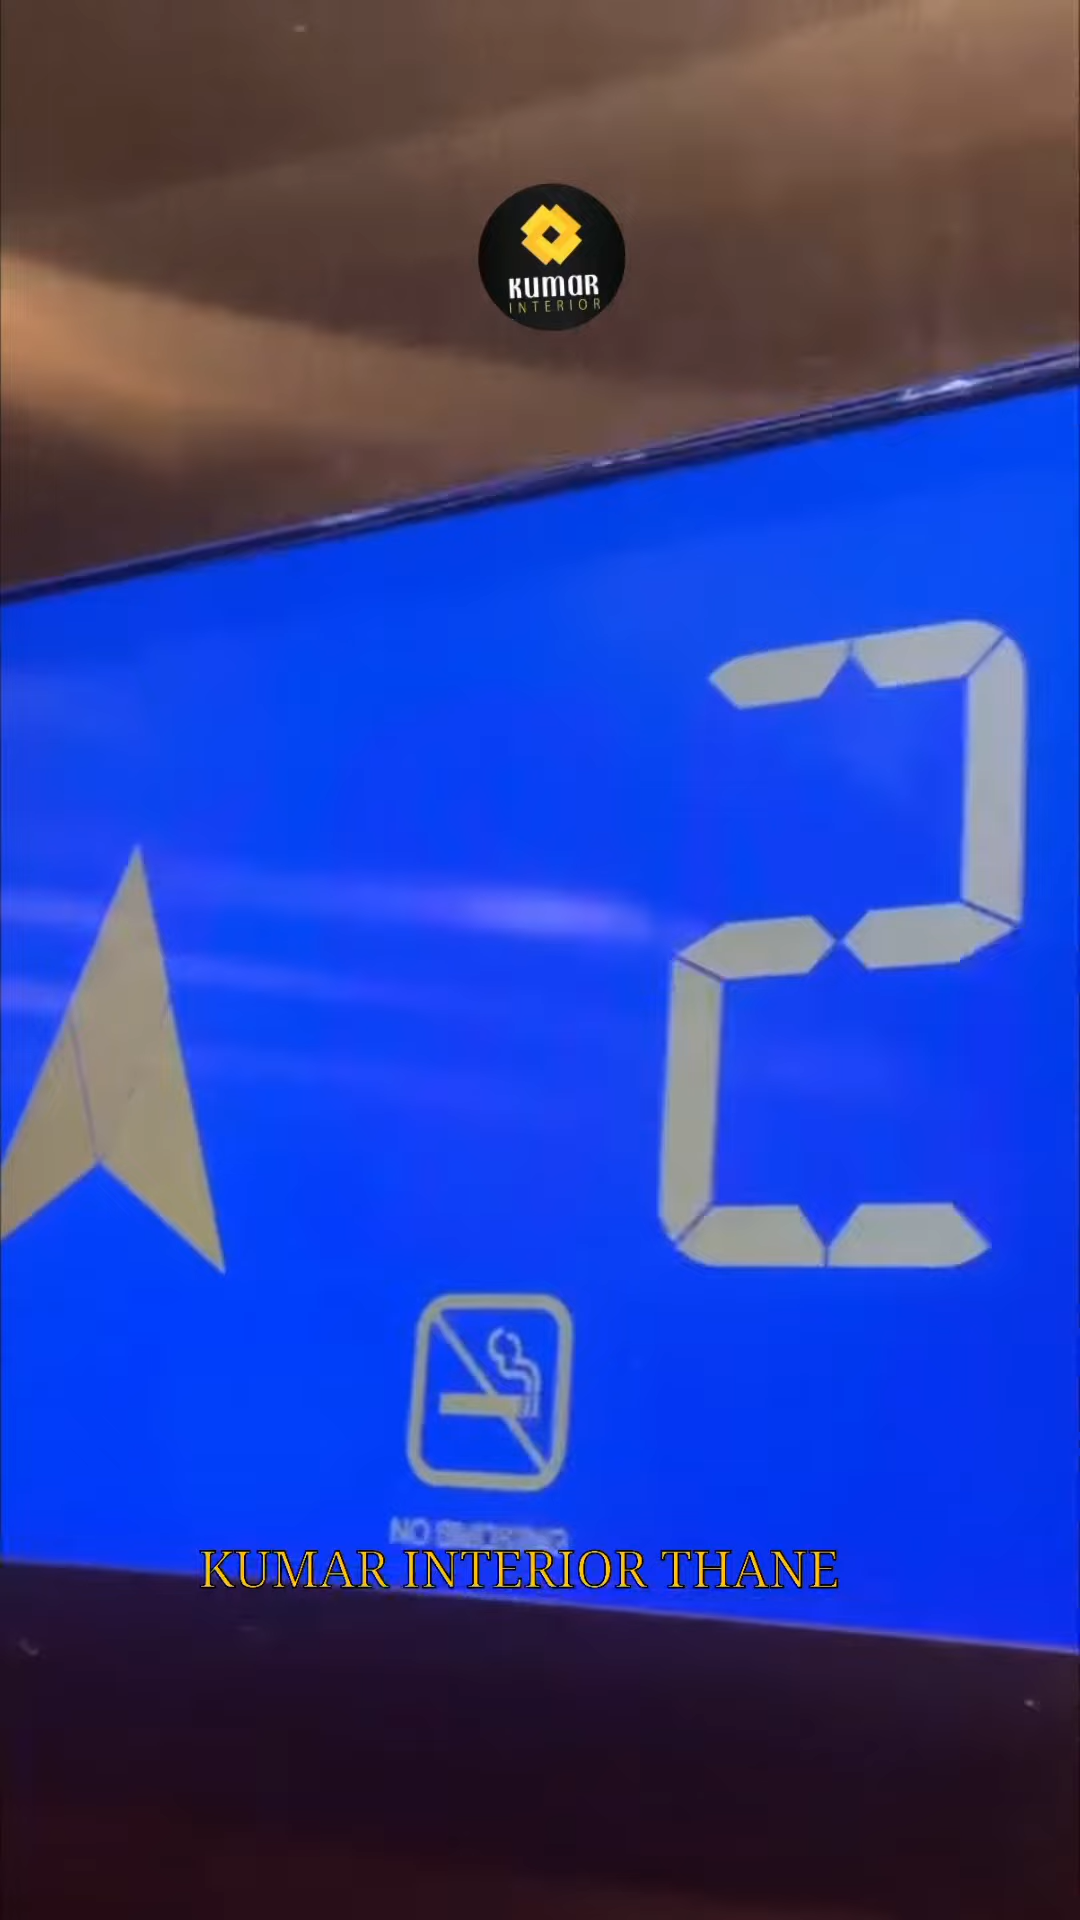 KUMAR
INTERIOR
2
NO SMOKING
KUMAR INTERIOR THANE